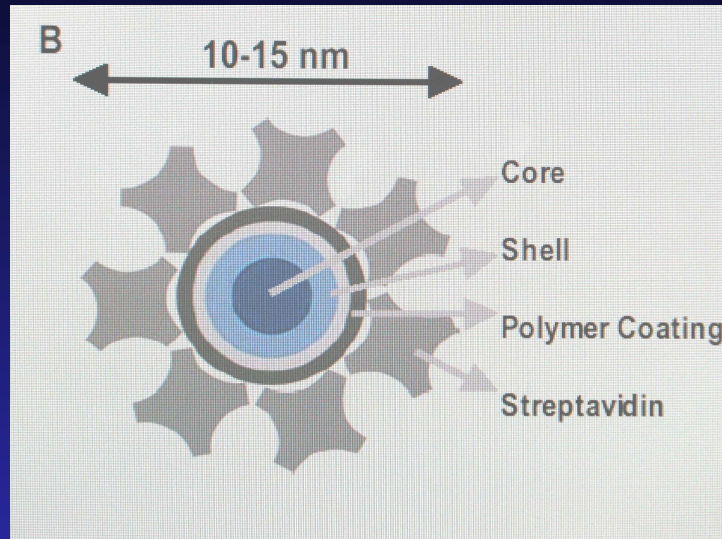 B
10-15 nm
Core
Shell
Polymer Coating
Streptavidin